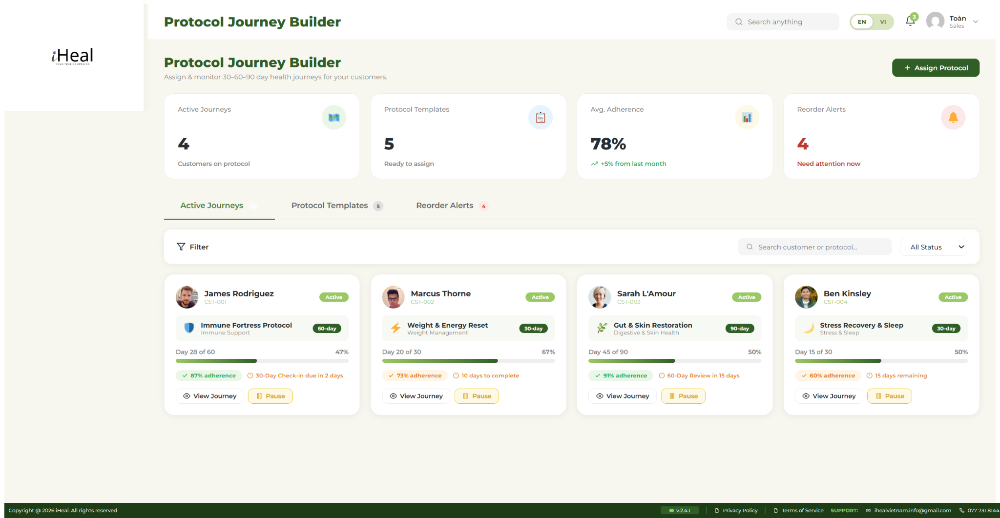 iHeal
YOUR TRUE COMPANION
Protocol Journey Builder
Search anything
EN VI
3
Toàn
Sales
Protocol Journey Builder
Assign & monitor 30–60–90 day health journeys for your customers.
+ Assign Protocol
Active Journeys
4
Customers on protocol
Protocol Templates
5
Ready to assign
Avg. Adherence
78%
+5% from last month
Reorder Alerts
4
Need attention now
Active Journeys
Protocol Templates 5
Reorder Alerts 4
Filter
Search customer or protocol...
All Status
James Rodriguez
CST-001
Active
Immune Fortress Protocol
Immune Support
60-day
Day 28 of 60 47%
87% adherence 30-Day Check-in due in 2 days
View Journey Pause
Marcus Thorne
CST-002
Active
Weight & Energy Reset
Weight Management
30-day
Day 20 of 30 67%
73% adherence 10 days to complete
View Journey Pause
Sarah L'Amour
CST-003
Active
Gut & Skin Restoration
Digestive & Skin Health
90-day
Day 45 of 90 50%
91% adherence 60-Day Review in 15 days
View Journey Pause
Ben Kinsley
CST-004
Active
Stress Recovery & Sleep
Stress & Sleep
30-day
Day 15 of 30 50%
60% adherence 15 days remaining
View Journey Pause
Copyright @ 2026 iHeal. All rights reserved
v.2.4.1
Privacy Policy
Terms of Service
SUPPORT: ihealvietnam.info@gmail.com 077 731 8144